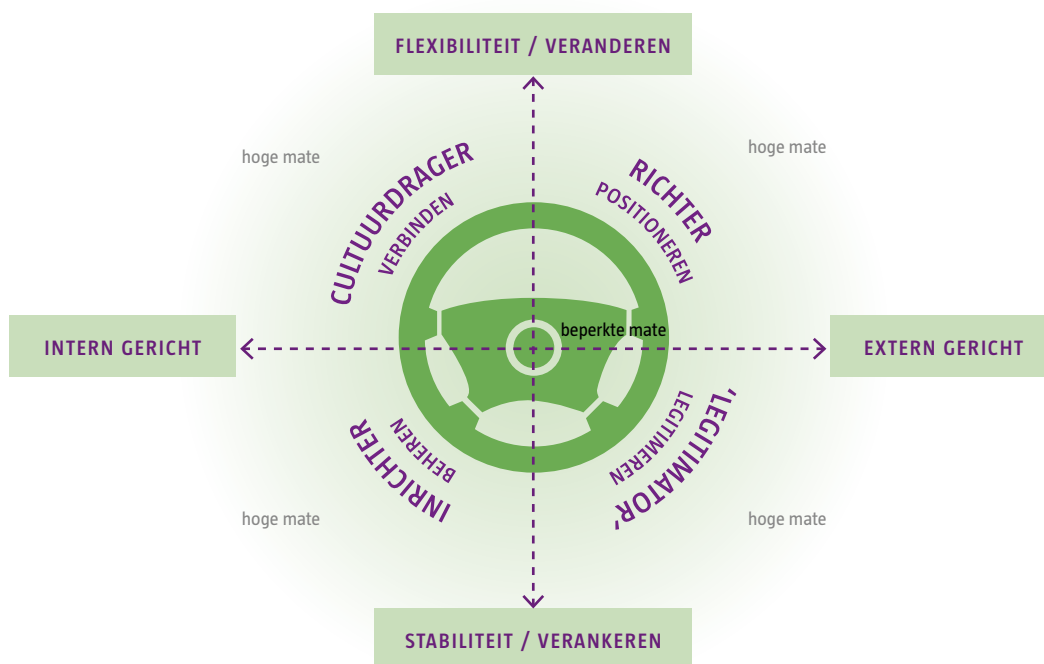 FLEXIBILITEIT / VERANDEREN
hoge mate
hoge mate
CULTUURDRAGER
VERBINDEN
RICHTER
POSITIONEREN
INTERN GERICHT
beperkte mate
EXTERN GERICHT
INRICHTER
BEHEREN
'LEGITIMATOR'
LEGITIMEREN
hoge mate
hoge mate
STABILITEIT / VERANKEREN